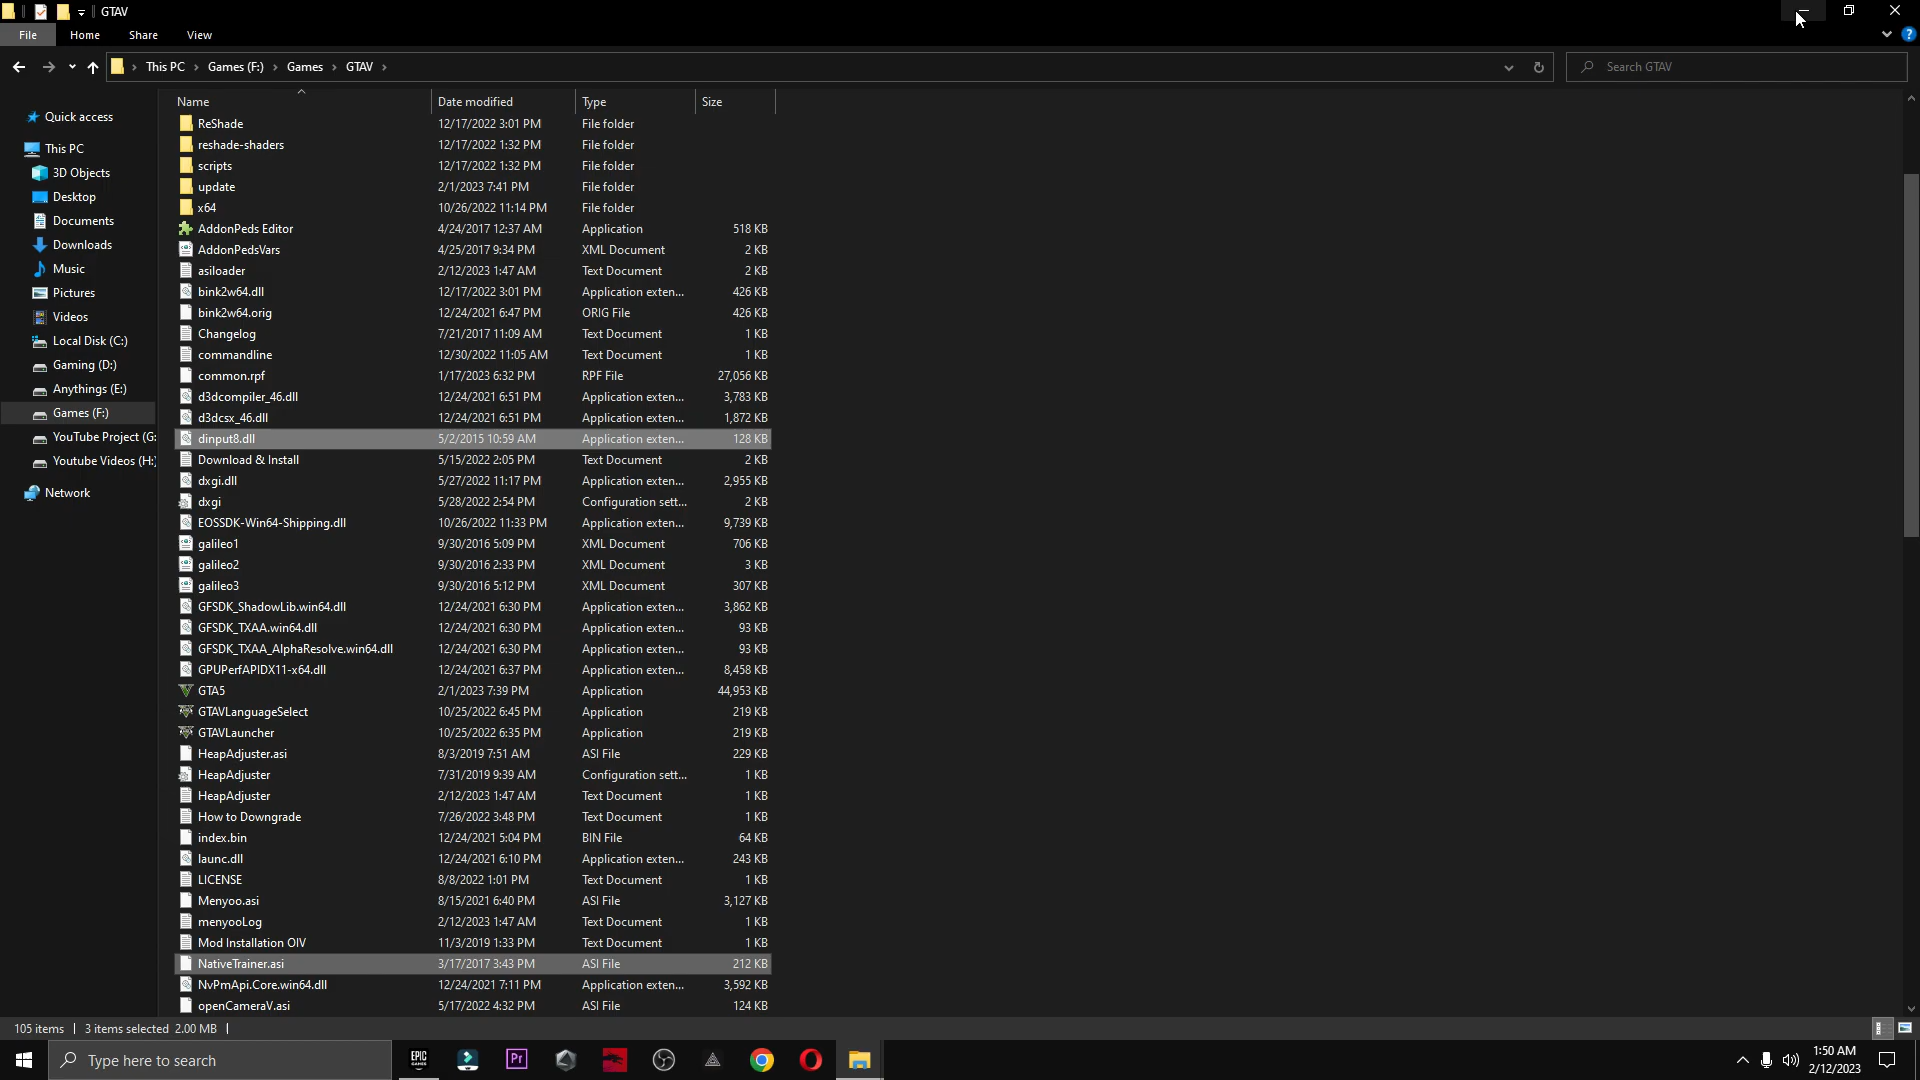 GTAV
File Home Share View
This PC Games (F:) Games GTAV Search GTAV
Name Date modified Type Size
Quick access
This PC
3D Objects
Desktop
Documents
Downloads
Music
Pictures
Videos
Local Disk (C:)
Gaming (D:)
Anythings (E:)
Games (F:)
YouTube Project (G:
Youtube Videos (H:)
Network
ReShade 12/17/2022 3:01 PM File folder
reshade-shaders 12/17/2022 1:32 PM File folder
scripts 12/17/2022 1:32 PM File folder
update 2/1/2023 7:41 PM File folder
x64 10/26/2022 11:14 PM File folder
AddonPeds Editor 4/24/2017 12:37 AM Application 518 KB
AddonPedsVars 4/25/2017 9:34 PM XML Document 2 KB
asiloader 2/12/2023 1:47 AM Text Document 2 KB
bink2w64.dll 12/17/2022 3:01 PM Application exten... 426 KB
bink2w64.orig 12/24/2021 6:47 PM ORIG File 426 KB
Changelog 7/21/2017 11:09 AM Text Document 1 KB
commandline 12/30/2022 11:05 AM Text Document 1 KB
common.rpf 1/17/2023 6:32 PM RPF File 27,056 KB
d3dcompiler_46.dll 12/24/2021 6:51 PM Application exten... 3,783 KB
d3dcsx_46.dll 12/24/2021 6:51 PM Application exten... 1,872 KB
dinput8.dll 5/2/2015 10:59 AM Application exten... 128 KB
Download & Install 5/15/2022 2:05 PM Text Document 2 KB
dxgi.dll 5/27/2022 11:17 PM Application exten... 2,955 KB
dxgi 5/28/2022 2:54 PM Configuration sett... 2 KB
EOSSDK-Win64-Shipping.dll 10/26/2022 11:33 PM Application exten... 9,739 KB
galileo1 9/30/2016 5:09 PM XML Document 706 KB
galileo2 9/30/2016 2:33 PM XML Document 3 KB
galileo3 9/30/2016 5:12 PM XML Document 307 KB
GFSDK_ShadowLib.win64.dll 12/24/2021 6:30 PM Application exten... 3,862 KB
GFSDK_TXAA.win64.dll 12/24/2021 6:30 PM Application exten... 93 KB
GFSDK_TXAA_AlphaResolve.win64.dll 12/24/2021 6:30 PM Application exten... 93 KB
GPUPerfAPIDX11-x64.dll 12/24/2021 6:37 PM Application exten... 8,458 KB
GTA5 2/1/2023 7:39 PM Application 44,953 KB
GTAVLanguageSelect 10/25/2022 6:45 PM Application 219 KB
GTAVLauncher 10/25/2022 6:35 PM Application 219 KB
HeapAdjuster.asi 8/3/2019 7:51 AM ASI File 229 KB
HeapAdjuster 7/31/2019 9:39 AM Configuration sett... 1 KB
HeapAdjuster 2/12/2023 1:47 AM Text Document 1 KB
How to Downgrade 7/26/2022 3:48 PM Text Document 1 KB
index.bin 12/24/2021 5:04 PM BIN File 64 KB
launc.dll 12/24/2021 6:10 PM Application exten... 243 KB
LICENSE 8/8/2022 1:01 PM Text Document 1 KB
Menyoo.asi 8/15/2021 6:40 PM ASI File 3,127 KB
menyooLog 2/12/2023 1:47 AM Text Document 1 KB
Mod Installation OIV 11/3/2019 1:33 PM Text Document 1 KB
NativeTrainer.asi 3/17/2017 3:43 PM ASI File 212 KB
NvPmApi.Core.win64.dll 12/24/2021 7:11 PM Application exten... 3,592 KB
openCameraV.asi 5/17/2022 4:32 PM ASI File 124 KB
105 items 3 items selected 2.00 MB
Type here to search
EPIC GAMES
Pr
1:50 AM
2/12/2023